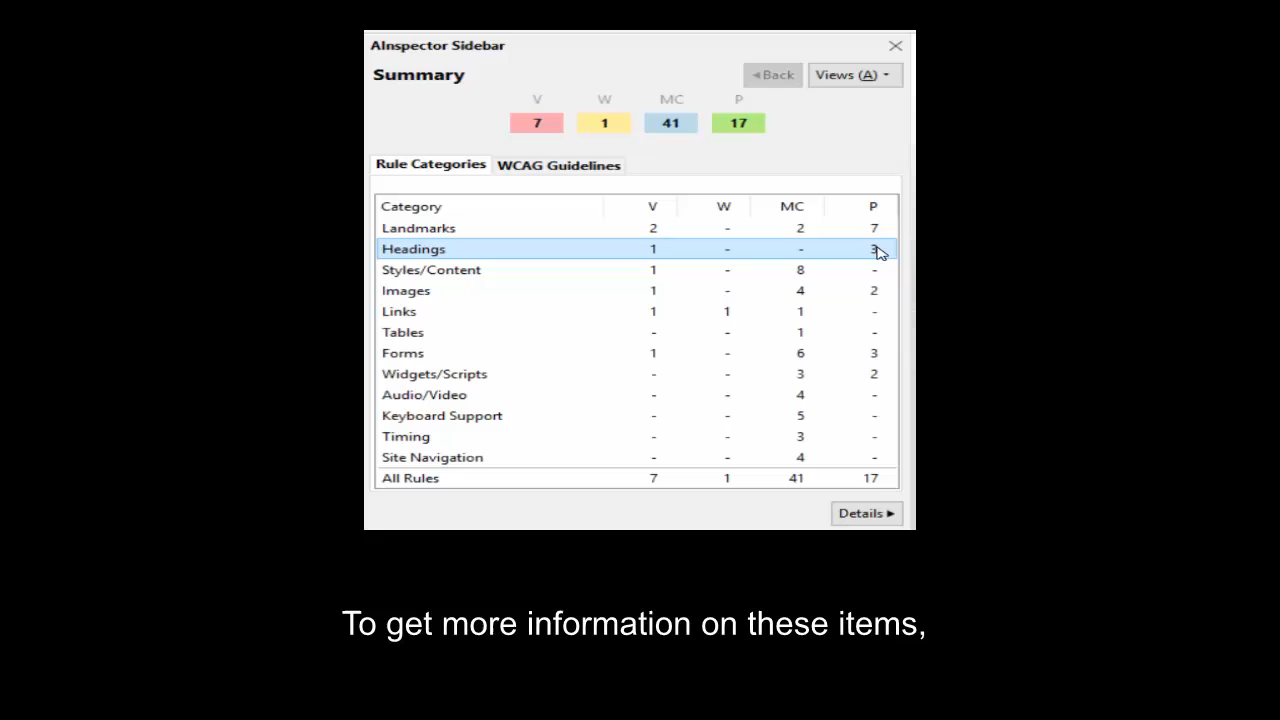 AInspector Sidebar
Summary ◄Back Views (A)
V W MC P
7 1 41 17
Rule Categories WCAG Guidelines
Category V W MC P
Landmarks 2 - 2 7
Headings 1 - - 3
Styles/Content 1 - 8 -
Images 1 - 4 2
Links 1 1 1 -
Tables - - 1 -
Forms 1 - 6 3
Widgets/Scripts - - 3 2
Audio/Video - - 4 -
Keyboard Support - - 5 -
Timing - - 3 -
Site Navigation - - 4 -
All Rules 7 1 41 17
Details ►
To get more information on these items,